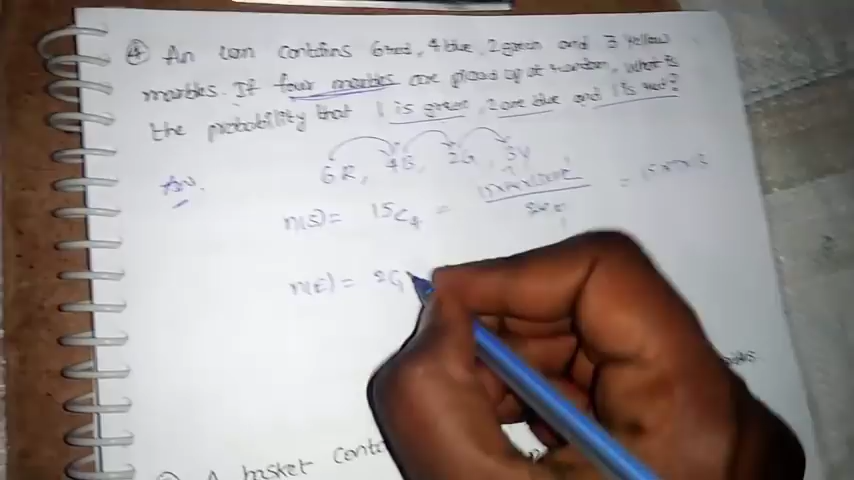 ④ An urn contains 6 red, 4 blue, 2 green and 3 yellow
marbles. If four marbles are picked up at random, what is
the probability that 1 is green, 2 are blue and 1 is red?
Ans.
6R, 4B, 2G, 3Y
n(S) = 15C4 =
n(E) = 2C1
A basket